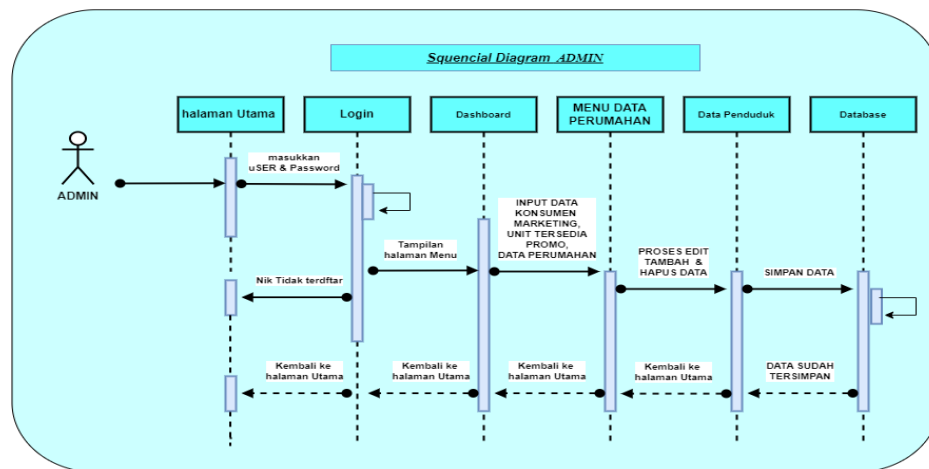 Squencial Diagram ADMIN
halaman Utama
Login
Dashboard
MENU DATA
PERUMAHAN
Data Penduduk
Database
ADMIN
masukkan
uSER & Password
Tampilan
halaman Menu
INPUT DATA
KONSUMEN
MARKETING,
UNIT TERSEDIA
PROMO,
DATA PERUMAHAN
PROSES EDIT
TAMBAH &
HAPUS DATA
SIMPAN DATA
Nik Tidak terdftar
Kembali ke
halaman Utama
Kembali ke
halaman Utama
Kembali ke
halaman Utama
Kembali ke
halaman Utama
DATA SUDAH
TERSIMPAN